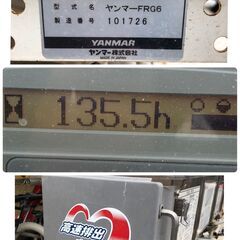 型式 ヤンマーFRG6
製造番号 101726
YANMAR
ヤンマー株式会社
MADE IN JAPAN
135.5h
高速排出